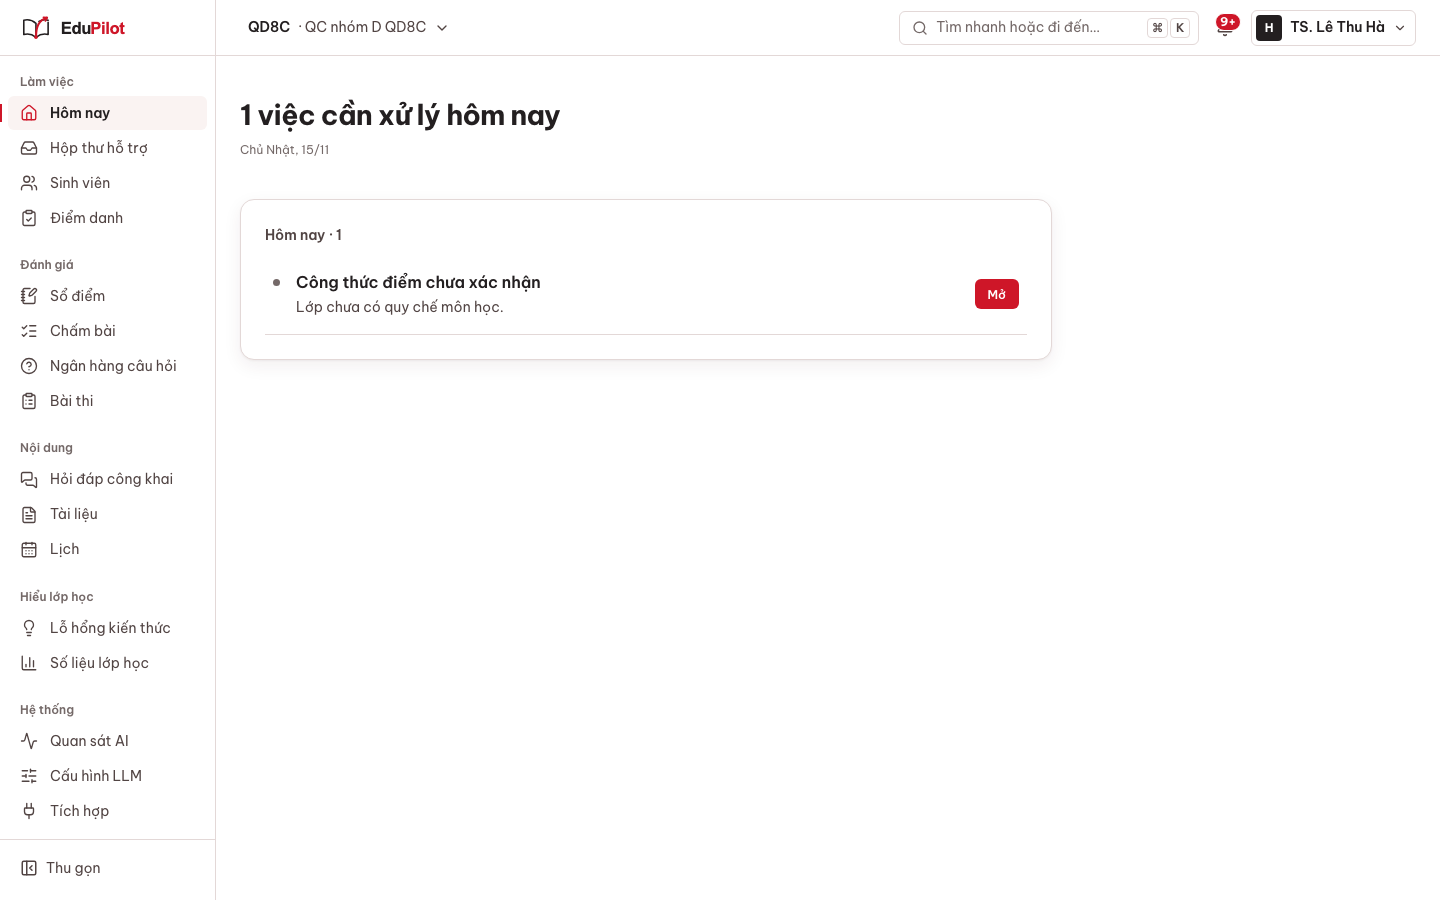 EduPilot
QD8C · QC nhóm D QD8C
Tìm nhanh hoặc đi đến...
⌘ K
9+
H
TS. Lê Thu Hà
Làm việc
Hôm nay
Hộp thư hỗ trợ
Sinh viên
Điểm danh
Đánh giá
Sổ điểm
Chấm bài
Ngân hàng câu hỏi
Bài thi
Nội dung
Hỏi đáp công khai
Tài liệu
Lịch
Hiểu lớp học
Lỗ hổng kiến thức
Số liệu lớp học
Hệ thống
Quan sát AI
Cấu hình LLM
Tích hợp
Thu gọn
1 việc cần xử lý hôm nay
Chủ Nhật, 15/11
Hôm nay · 1
Công thức điểm chưa xác nhận
Lớp chưa có quy chế môn học.
Mở